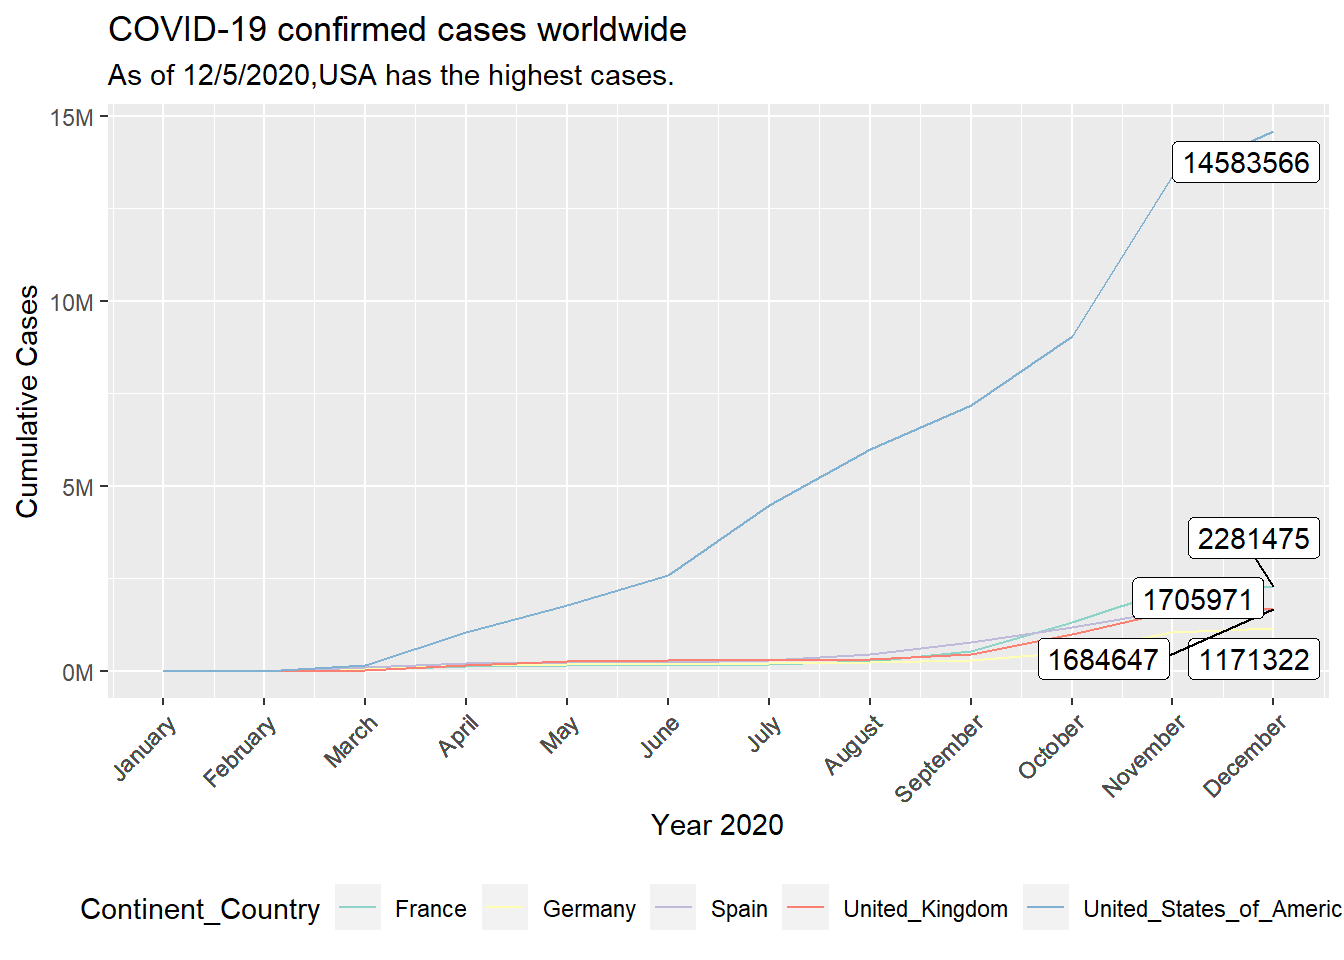 COVID-19 confirmed cases worldwide
As of 12/5/2020,USA has the highest cases.
15M
10M
5M
0M
Cumulative Cases
14583566
2281475
1705971
1684647
1171322
January
February
March
April
May
June
July
August
September
October
November
December
Year 2020
Continent_Country
France
Germany
Spain
United_Kingdom
United_States_of_Americ